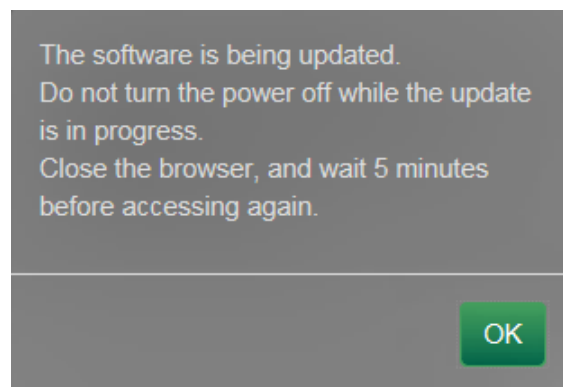 The software is being updated.
Do not turn the power off while the update
is in progress.
Close the browser, and wait 5 minutes
before accessing again.
OK